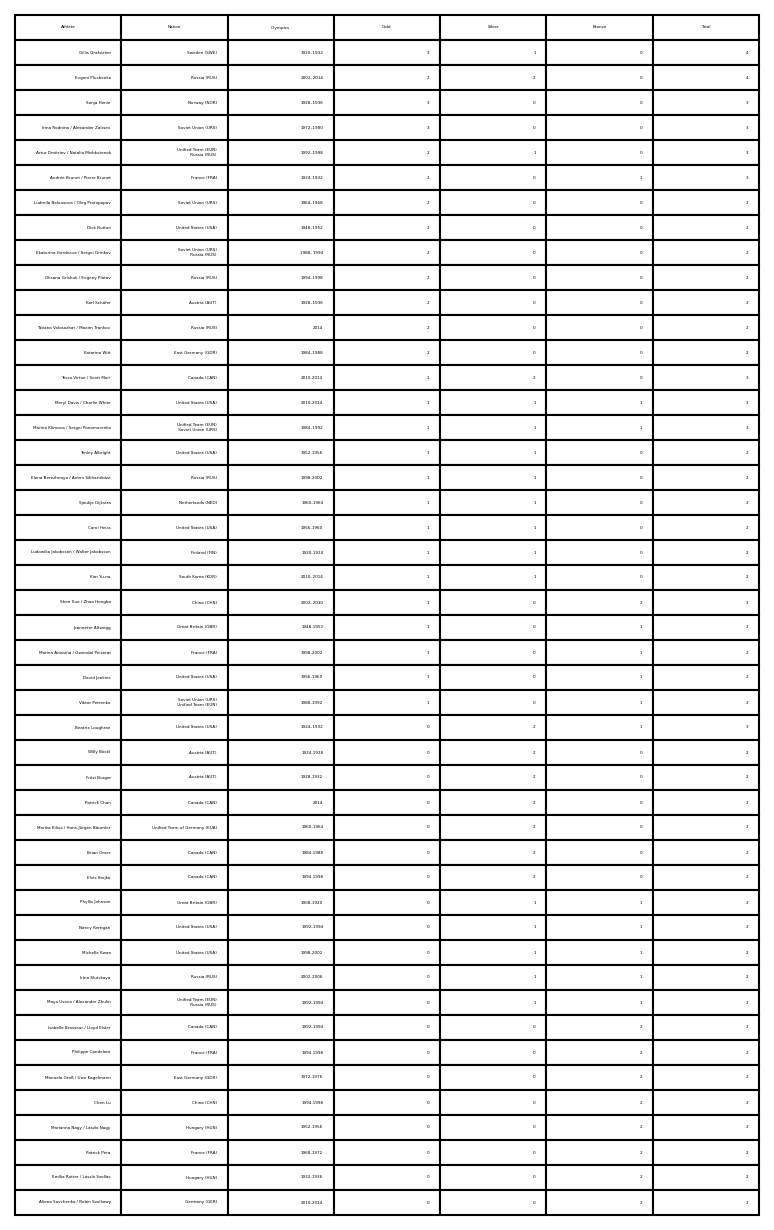 Athlete Nation Olympics Gold Silver Bronze Total
Gillis Grafström Sweden (SWE) 1920–1932 3 1 0 4
Evgeni Plushenko Russia (RUS) 2002–2014 2 2 0 4
Sonja Henie Norway (NOR) 1928–1936 3 0 0 3
Irina Rodnina / Alexander Zaitsev Soviet Union (URS) 1972–1980 3 0 0 3
Artur Dmitriev / Natalia Mishkutenok Unified Team (EUN)
Russia (RUS) 1992–1998 2 1 0 3
Andrée Brunet / Pierre Brunet France (FRA) 1924–1932 2 0 1 3
Ludmila Belousova / Oleg Protopopov Soviet Union (URS) 1964–1968 2 0 0 2
Dick Button United States (USA) 1948–1952 2 0 0 2
Ekaterina Gordeeva / Sergei Grinkov Soviet Union (URS)
Russia (RUS) 1988, 1994 2 0 0 2
Oksana Grishuk / Evgeny Platov Russia (RUS) 1994–1998 2 0 0 2
Karl Schäfer Austria (AUT) 1928–1936 2 0 0 2
Tatiana Volosozhar / Maxim Trankov Russia (RUS) 2014 2 0 0 2
Katarina Witt East Germany (GDR) 1984–1988 2 0 0 2
Tessa Virtue / Scott Moir Canada (CAN) 2010–2014 1 2 0 3
Meryl Davis / Charlie White United States (USA) 2010–2014 1 1 1 3
Marina Klimova / Sergei Ponomarenko Unified Team (EUN)
Soviet Union (URS) 1984–1992 1 1 1 3
Tenley Albright United States (USA) 1952–1956 1 1 0 2
Elena Berezhnaya / Anton Sikharulidze Russia (RUS) 1998–2002 1 1 0 2
Sjoukje Dijkstra Netherlands (NED) 1960–1964 1 1 0 2
Carol Heiss United States (USA) 1956–1960 1 1 0 2
Ludowika Jakobsson / Walter Jakobsson Finland (FIN) 1920–1924 1 1 0 2
Kim Yu-na South Korea (KOR) 2010–2014 1 1 0 2
Shen Xue / Zhao Hongbo China (CHN) 2002–2010 1 0 2 3
Jeannette Altwegg Great Britain (GBR) 1948–1952 1 0 1 2
Marina Anissina / Gwendal Peizerat France (FRA) 1998–2002 1 0 1 2
David Jenkins United States (USA) 1956–1960 1 0 1 2
Viktor Petrenko Soviet Union (URS)
Unified Team (EUN) 1988–1992 1 0 1 2
Beatrix Loughran United States (USA) 1924–1932 0 2 1 3
Willy Böckl Austria (AUT) 1924–1928 0 2 0 2
Fritzi Burger Austria (AUT) 1928–1932 0 2 0 2
Patrick Chan Canada (CAN) 2014 0 2 0 2
Marika Kilius / Hans-Jürgen Bäumler Unified Team of Germany (EUA) 1960–1964 0 2 0 2
Brian Orser Canada (CAN) 1984–1988 0 2 0 2
Elvis Stojko Canada (CAN) 1994–1998 0 2 0 2
Phyllis Johnson Great Britain (GBR) 1908–1920 0 1 1 2
Nancy Kerrigan United States (USA) 1992–1994 0 1 1 2
Michelle Kwan United States (USA) 1998–2002 0 1 1 2
Irina Slutskaya Russia (RUS) 2002–2006 0 1 1 2
Maya Usova / Alexander Zhulin Unified Team (EUN)
Russia (RUS) 1992–1994 0 1 1 2
Isabelle Brasseur / Lloyd Eisler Canada (CAN) 1992–1994 0 0 2 2
Philippe Candeloro France (FRA) 1994–1998 0 0 2 2
Manuela Groß / Uwe Kagelmann East Germany (GDR) 1972–1976 0 0 2 2
Chen Lu China (CHN) 1994–1998 0 0 2 2
Marianna Nagy / László Nagy Hungary (HUN) 1952–1956 0 0 2 2
Patrick Péra France (FRA) 1968–1972 0 0 2 2
Emília Rotter / László Szollás Hungary (HUN) 1932–1936 0 0 2 2
Aliona Savchenko / Robin Szolkowy Germany (GER) 2010–2014 0 0 2 2